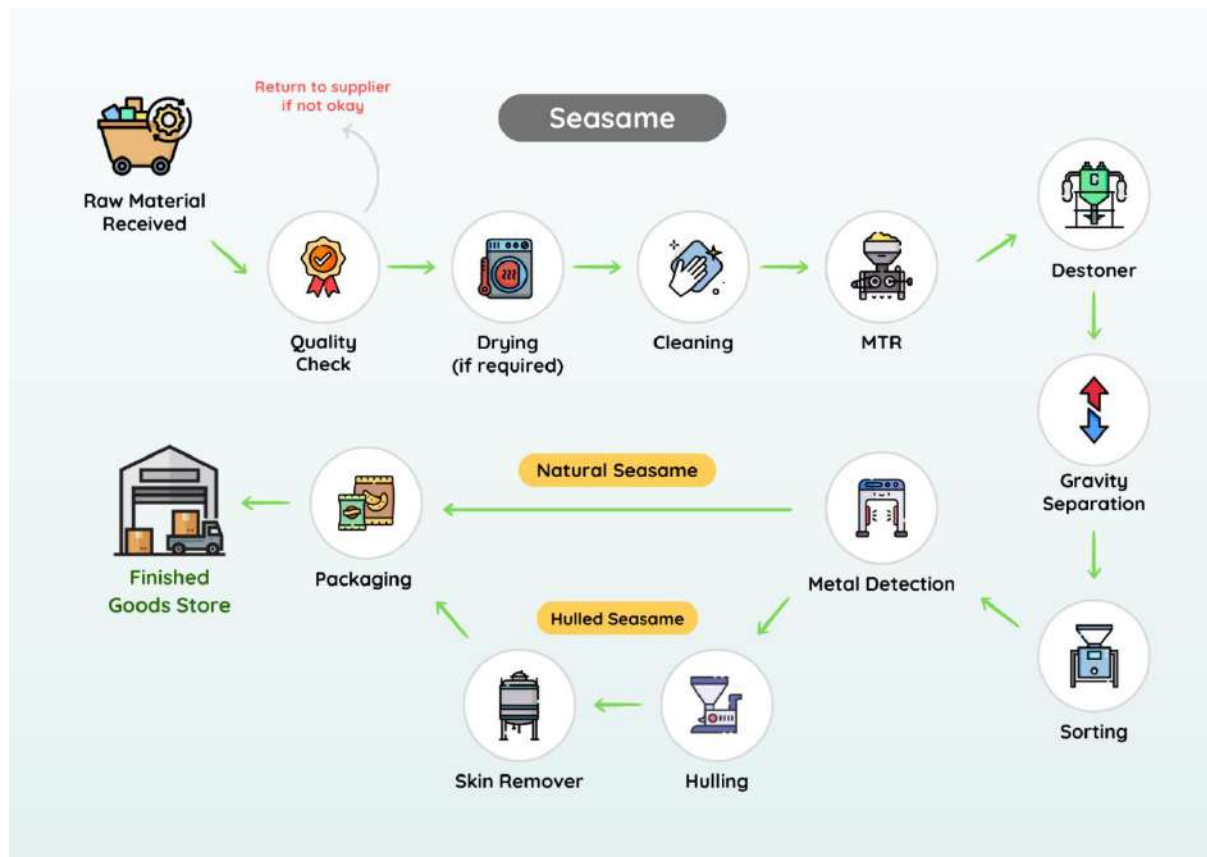 Return to supplier
if not okay
Seasame
Raw Material
Received
C
Destoner
Quality
Check
Drying
(if required)
Cleaning
MTR
Gravity
Separation
Natural Seasame
Finished
Goods Store
Packaging
Metal Detection
Hulled Seasame
Sorting
Skin Remover
Hulling